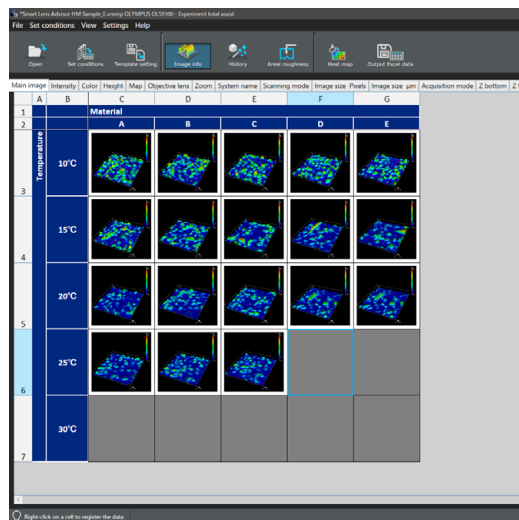 *Smart Lens Advisor HM Sample_E.exmrep OLYMPUS OLS5100 - Experiment total assist
File Set conditions View Settings Help
Open Set conditions Template setting Image info History Areal roughness Heat map Output Excel data
Main image Intensity Color Height Map Objective lens Zoom System name Scanning mode Image size Pixels Image size µm Acquisition mode Z bottom Z t
A B C D E F G
1 Material
2 A B C D E
Temperature
3 10°C
4 15°C
5 20°C
6 25°C
7 30°C
Right-click on a cell to register the data